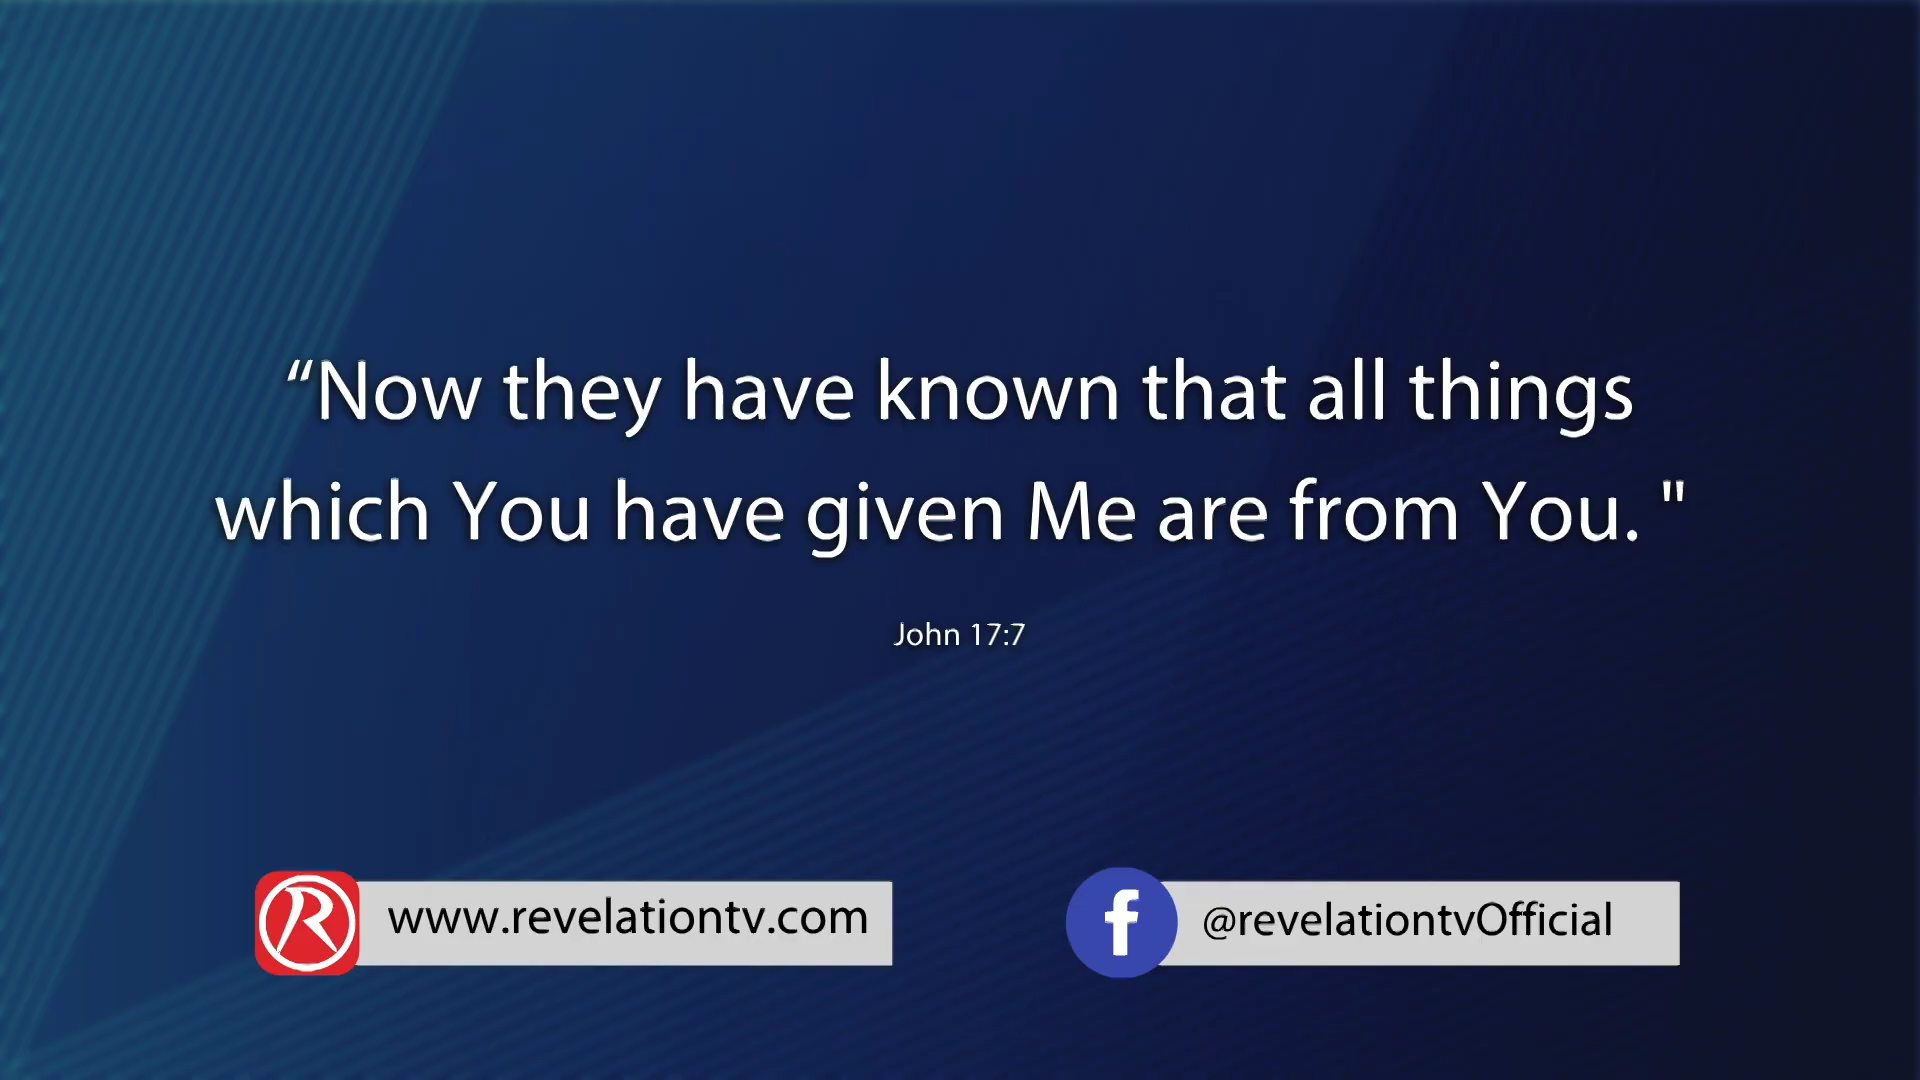 “Now they have known that all things
which You have given Me are from You. "
John 17:7
www.revelationtv.com
@revelationtvOfficial